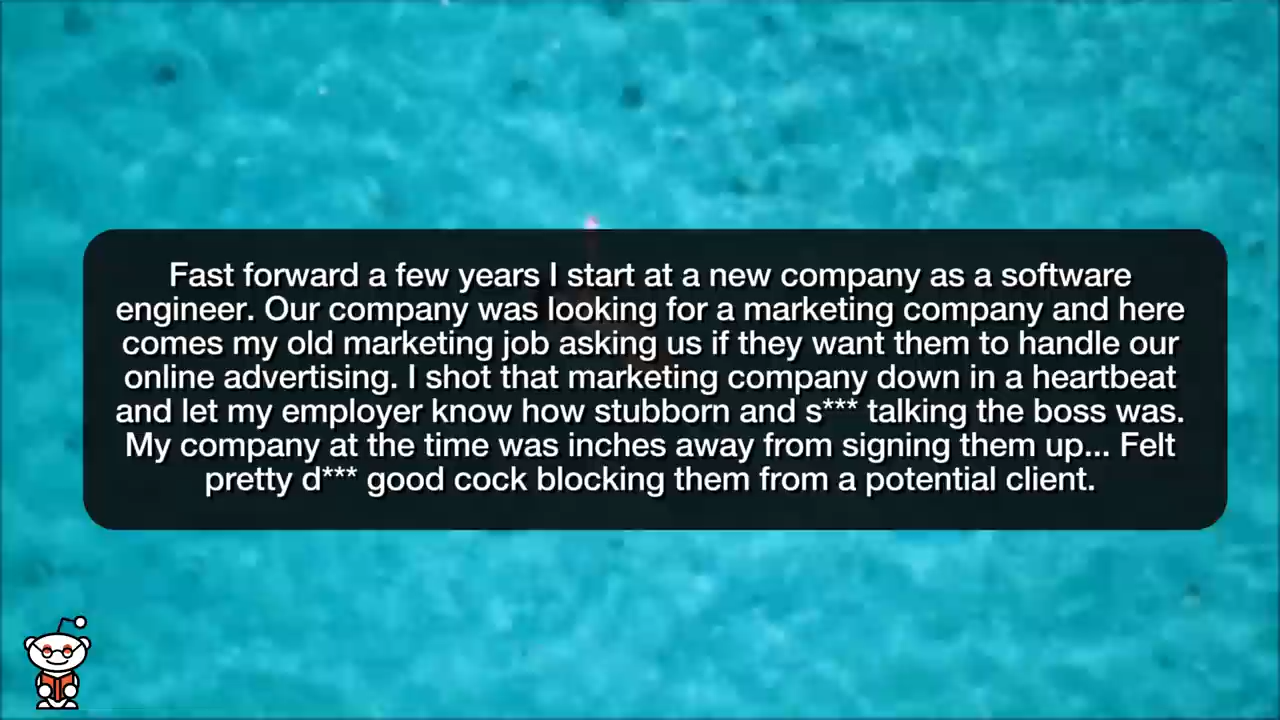 Fast forward a few years I start at a new company as a software
engineer. Our company was looking for a marketing company and here
comes my old marketing job asking us if they want them to handle our
online advertising. I shot that marketing company down in a heartbeat
and let my employer know how stubborn and s*** talking the boss was.
My company at the time was inches away from signing them up... Felt
pretty d*** good cock blocking them from a potential client.